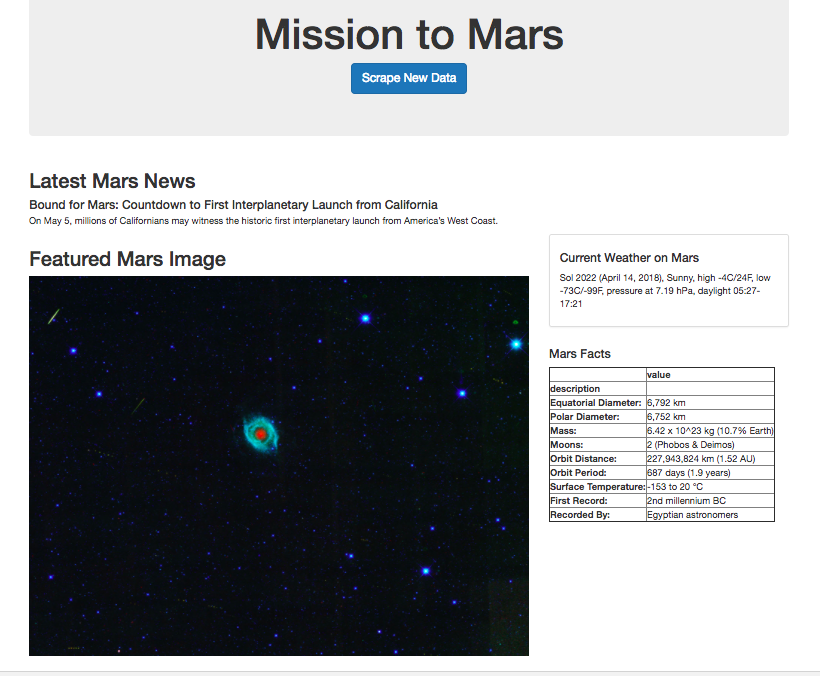 Mission to Mars
Scrape New Data
Latest Mars News
Bound for Mars: Countdown to First Interplanetary Launch from California
On May 5, millions of Californians may witness the historic first interplanetary launch from America's West Coast.
Featured Mars Image
Current Weather on Mars
Sol 2022 (April 14, 2018), Sunny, high -4C/24F, low
-73C/-99F, pressure at 7.19 hPa, daylight 05:27-
17:21
Mars Facts
value
description
Equatorial Diameter: 6,792 km
Polar Diameter: 6,752 km
Mass: 6.42 x 10^23 kg (10.7% Earth)
Moons: 2 (Phobos & Deimos)
Orbit Distance: 227,943,824 km (1.52 AU)
Orbit Period: 687 days (1.9 years)
Surface Temperature: -153 to 20 °C
First Record: 2nd millennium BC
Recorded By: Egyptian astronomers